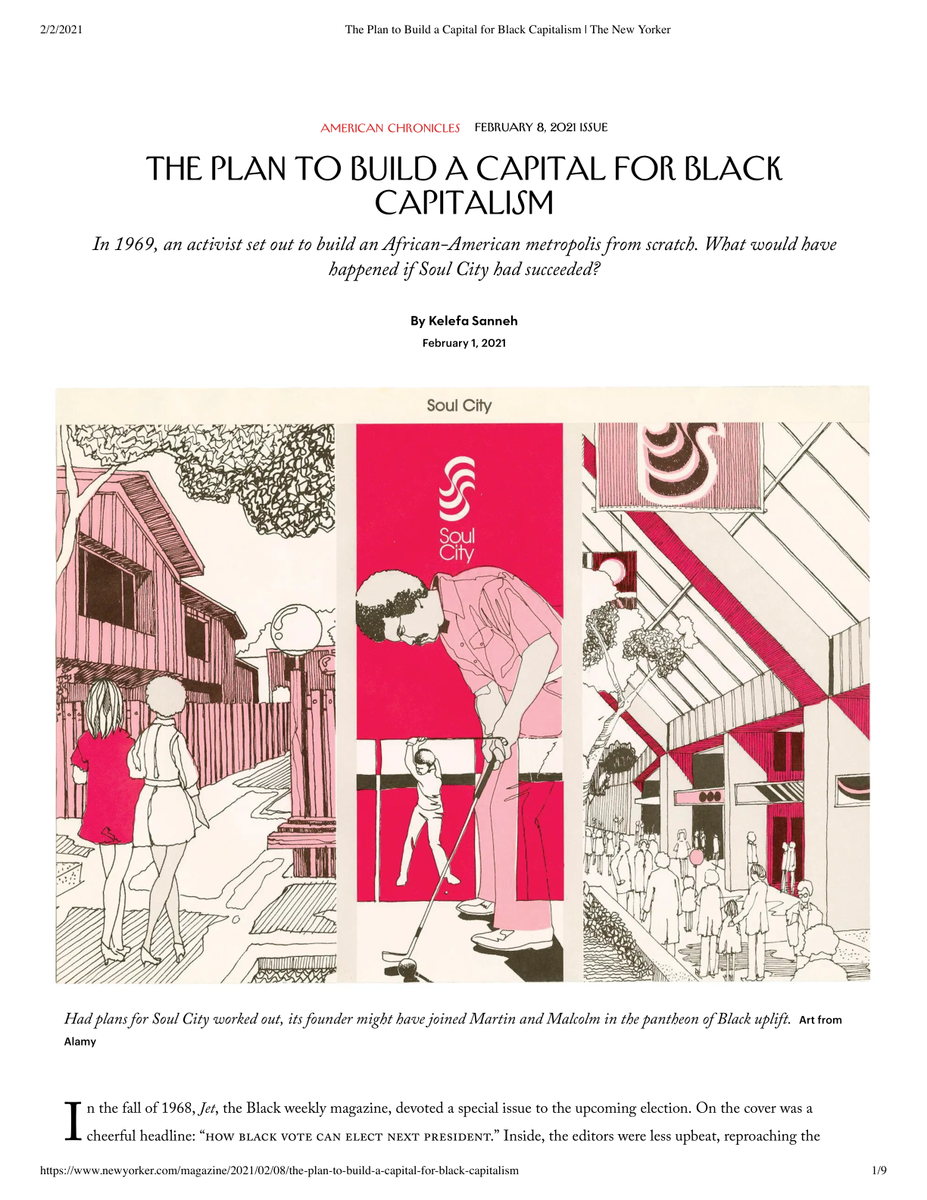 2/2/2021
The Plan to Build a Capital for Black Capitalism | The New Yorker
AMERICAN CHRONICLES FEBRUARY 8, 2021 ISSUE
THE PLAN TO BUILD A CAPITAL FOR BLACK
CAPITALISM
In 1969, an activist set out to build an African-American metropolis from scratch. What would have
happened if Soul City had succeeded?
By Kelefa Sanneh
February 1, 2021
Soul City
Soul
City
Had plans for Soul City worked out, its founder might have joined Martin and Malcolm in the pantheon of Black uplift. Art from
Alamy
In the fall of 1968, Jet, the Black weekly magazine, devoted a special issue to the upcoming election. On the cover was a
cheerful headline: “HOW BLACK VOTE CAN ELECT NEXT PRESIDENT.” Inside, the editors were less upbeat, reproaching the
https://www.newyorker.com/magazine/2021/02/08/the-plan-to-build-a-capital-for-black-capitalism
1/9